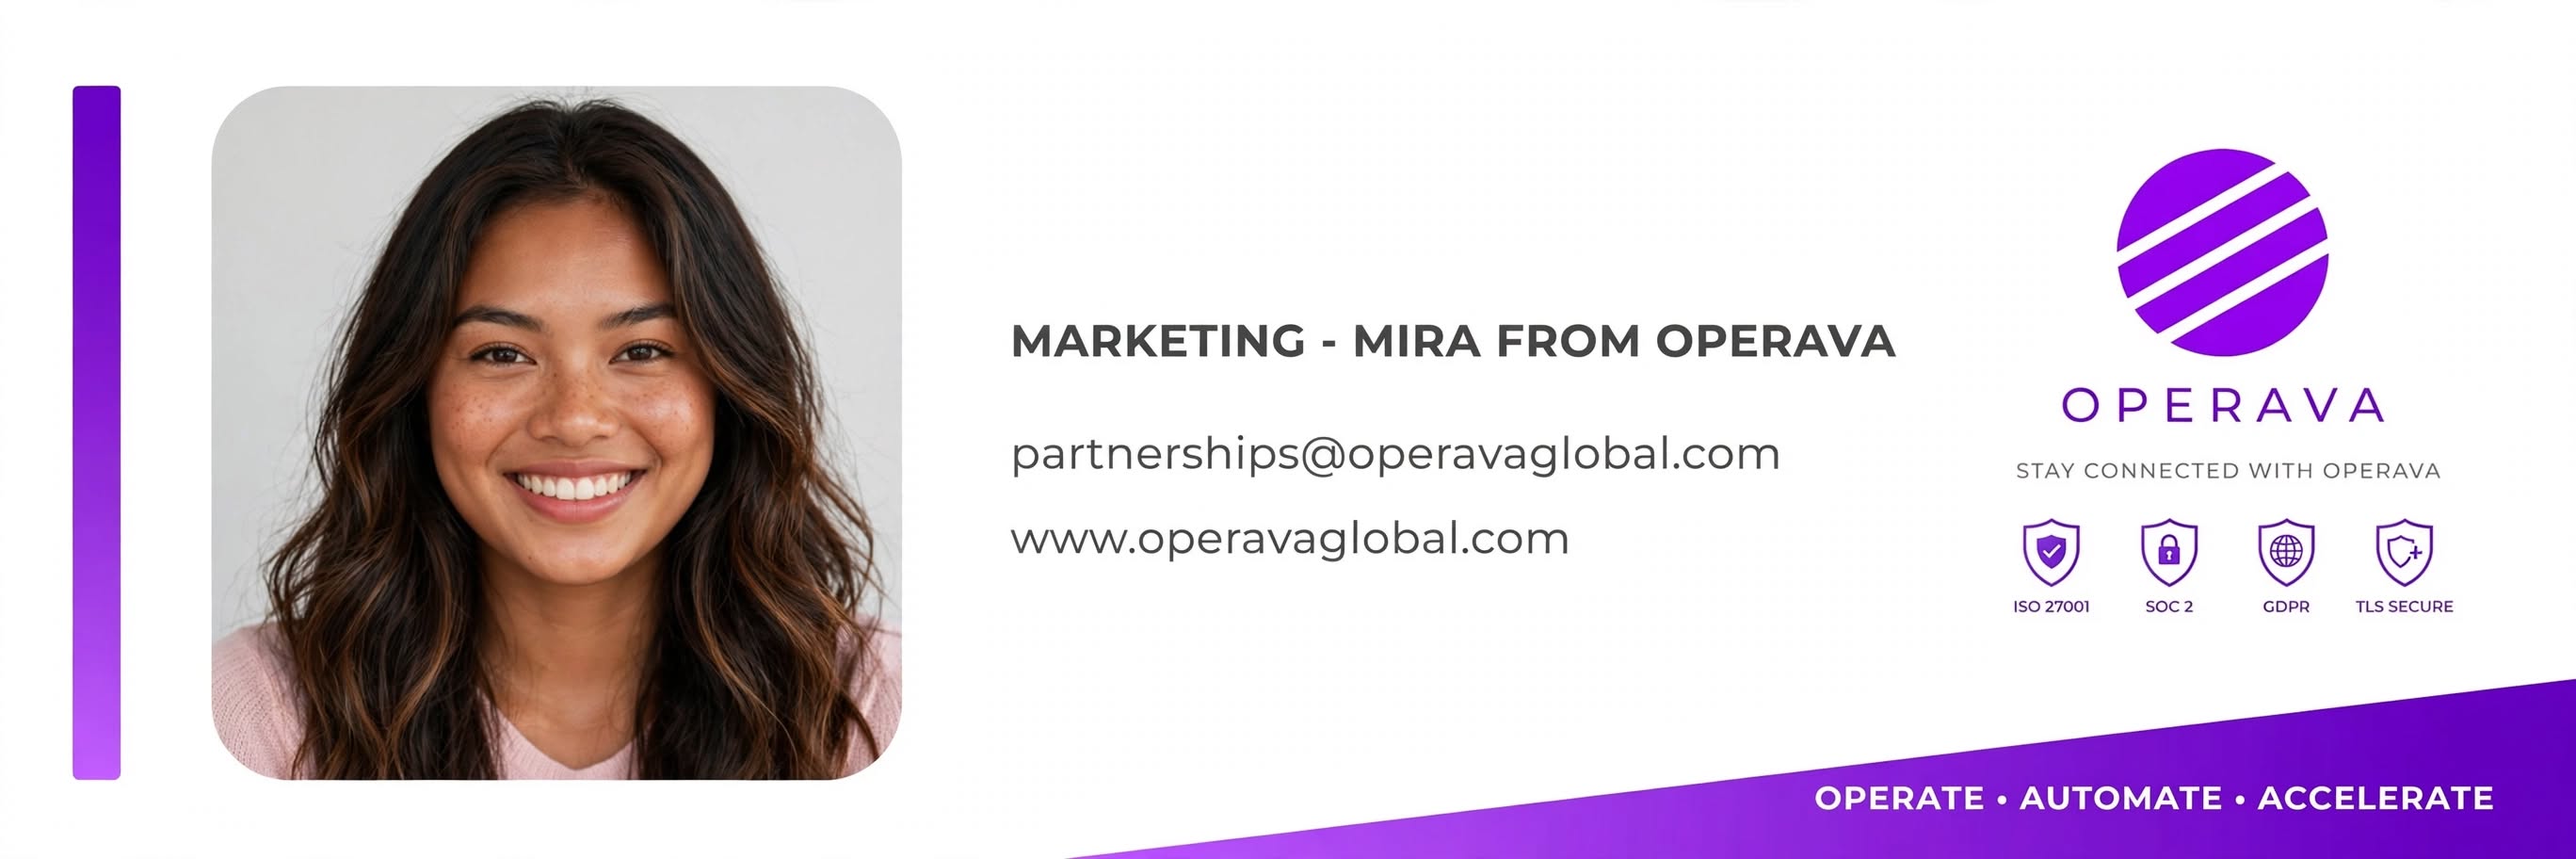 MARKETING - MIRA FROM OPERAVA
partnerships@operavaglobal.com
www.operavaglobal.com
OPERAVA
STAY CONNECTED WITH OPERAVA
ISO 27001
SOC 2
GDPR
TLS SECURE
OPERATE • AUTOMATE • ACCELERATE